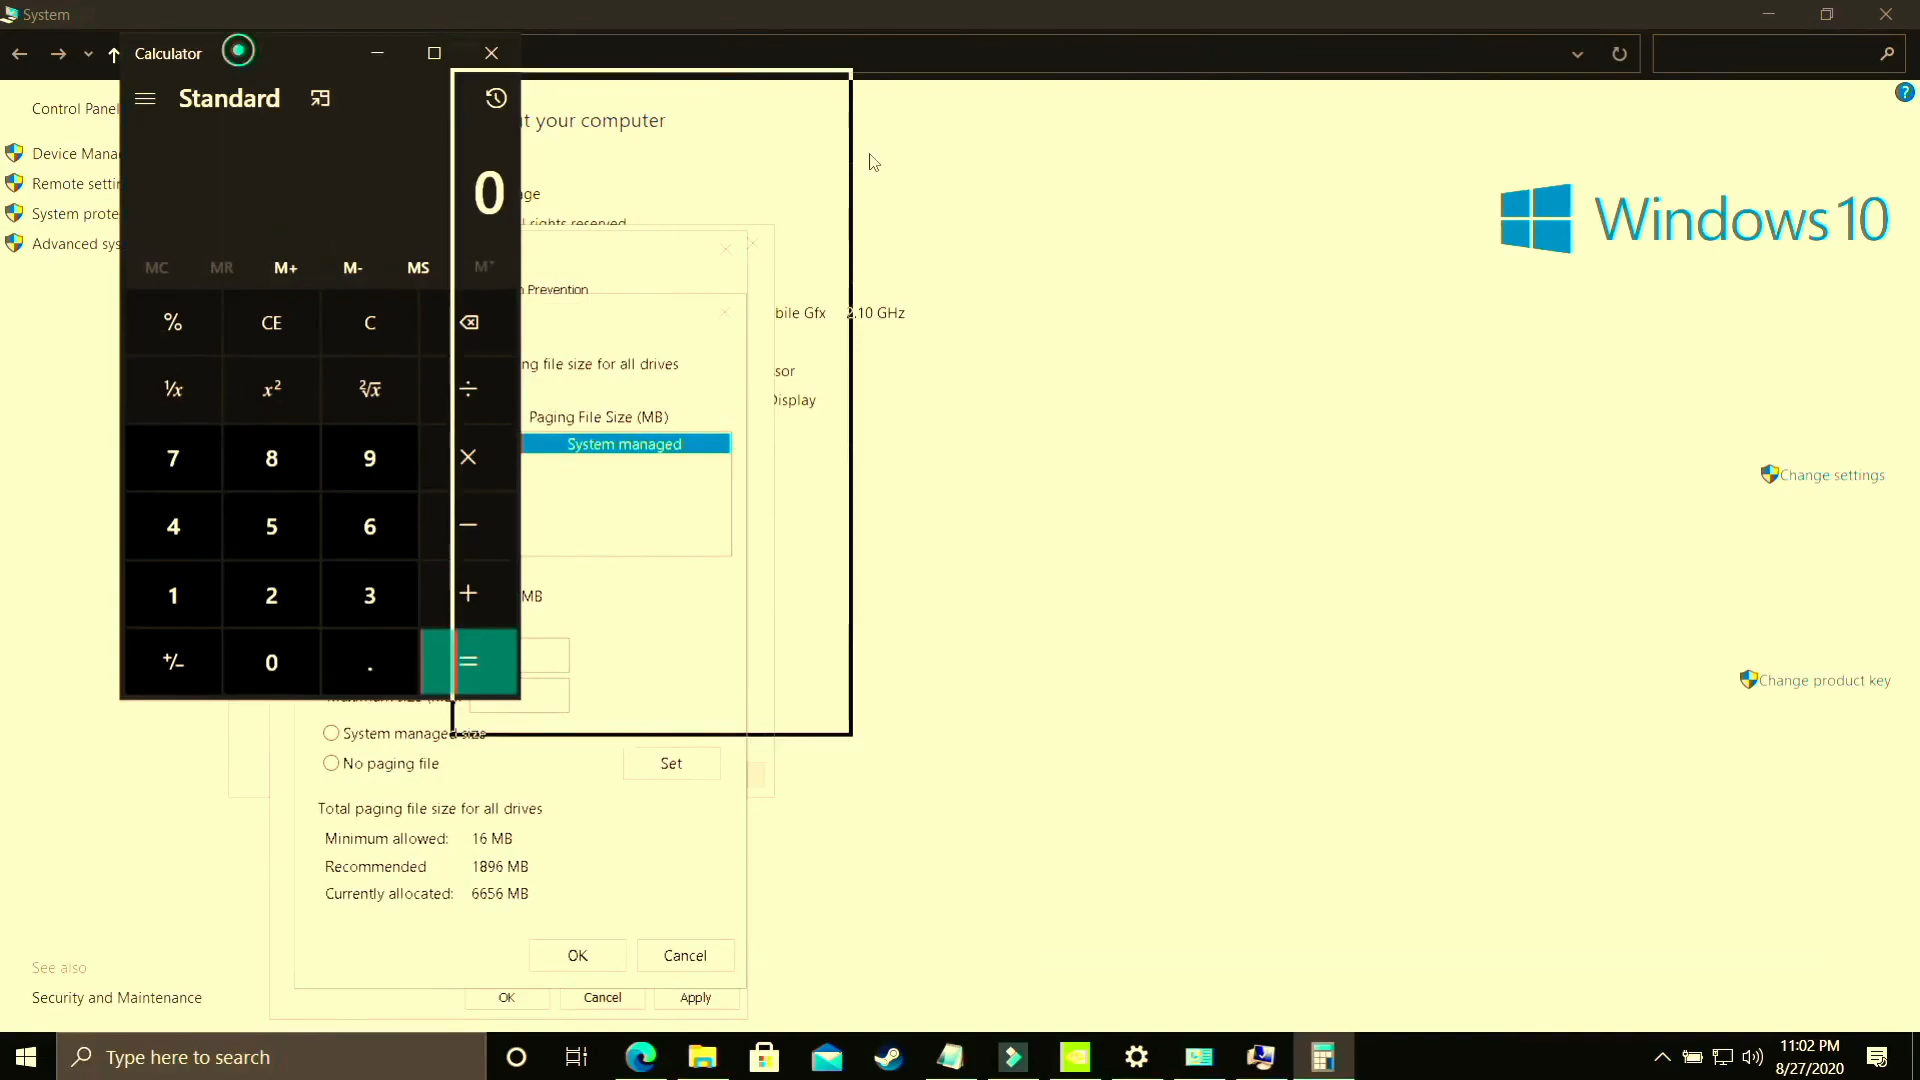 System
Calculator
Standard
Control Pane
t your computer
Device Mana
Remote settin
System prote
Advanced sys
0
age
l rights reserved
Windows 10
MC MR M+ M- MS M˅
n Prevention
bile Gfx 2.10 GHz
% CE C
ng file size for all drives
sor
⅟x x² ²√x ÷
Display
Paging File Size (MB)
System managed
7 8 9 ×
Change settings
4 5 6 −
1 2 3 +
MB
+/- 0 . =
Change product key
System managed size
No paging file
Set
Total paging file size for all drives
Minimum allowed: 16 MB
Recommended 1896 MB
Currently allocated: 6656 MB
OK Cancel
See also
Security and Maintenance
OK Cancel Apply
Type here to search
11:02 PM
8/27/2020